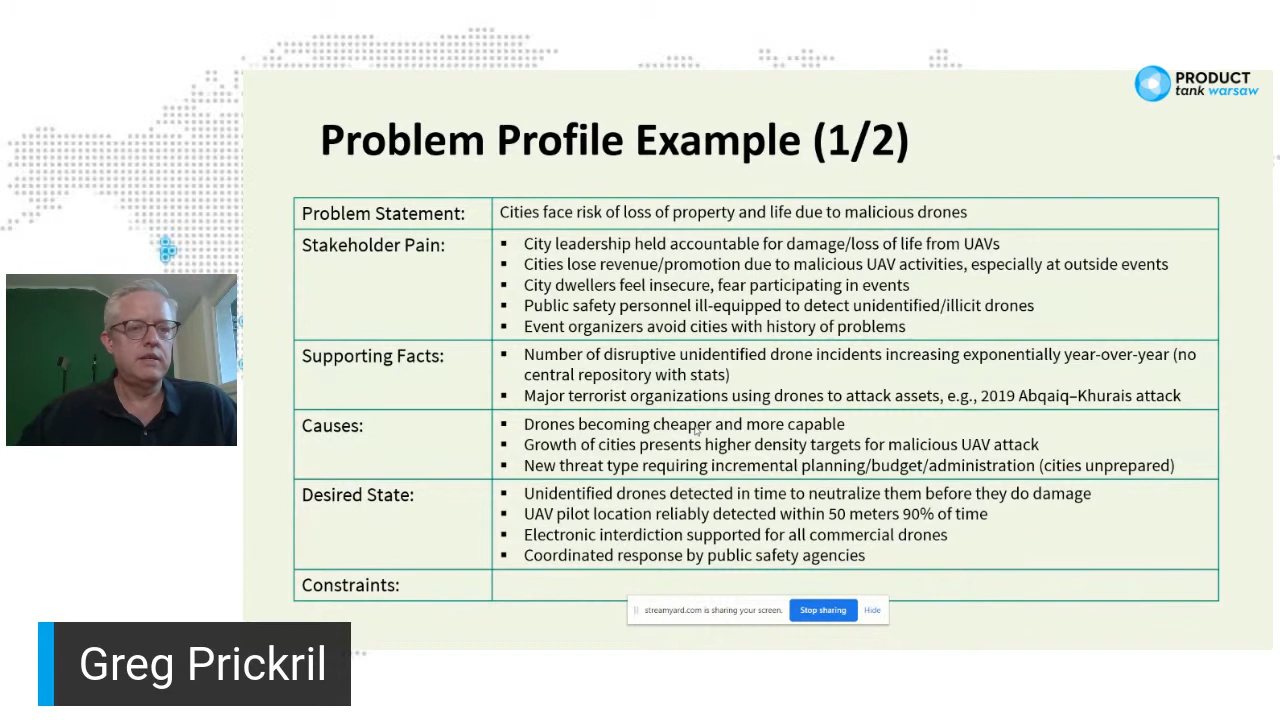 PRODUCT
tank warsaw
Problem Profile Example (1/2)
Problem Statement:
Cities face risk of loss of property and life due to malicious drones
Stakeholder Pain:
▪ City leadership held accountable for damage/loss of life from UAVs
▪ Cities lose revenue/promotion due to malicious UAV activities, especially at outside events
▪ City dwellers feel insecure, fear participating in events
▪ Public safety personnel ill-equipped to detect unidentified/illicit drones
▪ Event organizers avoid cities with history of problems
Supporting Facts:
▪ Number of disruptive unidentified drone incidents increasing exponentially year-over-year (no
central repository with stats)
▪ Major terrorist organizations using drones to attack assets, e.g., 2019 Abqaiq–Khurais attack
Causes:
▪ Drones becoming cheaper and more capable
▪ Growth of cities presents higher density targets for malicious UAV attack
▪ New threat type requiring incremental planning/budget/administration (cities unprepared)
Desired State:
▪ Unidentified drones detected in time to neutralize them before they do damage
▪ UAV pilot location reliably detected within 50 meters 90% of time
▪ Electronic interdiction supported for all commercial drones
▪ Coordinated response by public safety agencies
Constraints:
streamyard.com is sharing your screen.
Stop sharing
Hide
Greg Prickril